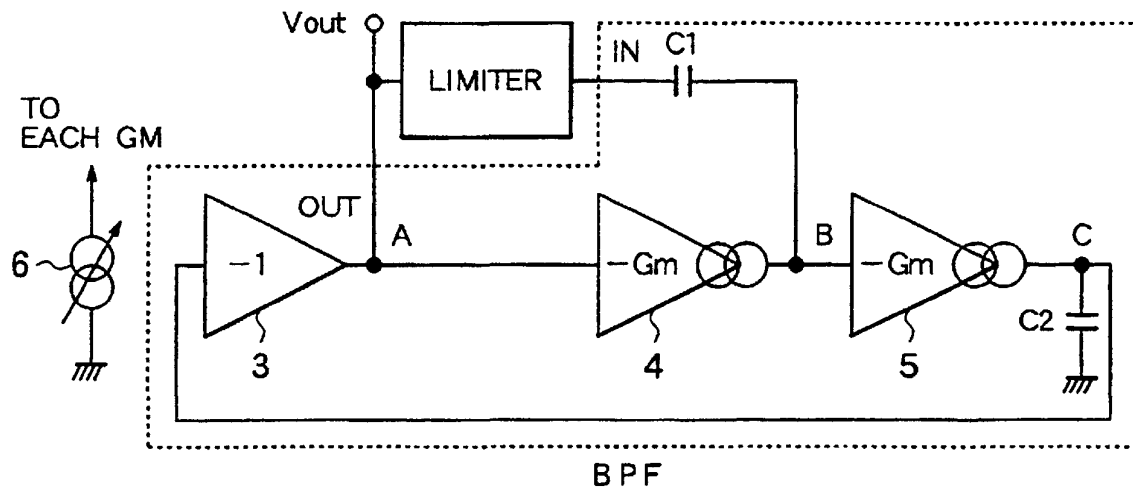 Vout
LIMITER
IN
C1
TO
EACH GM
6
OUT
A
-1
3
-Gm
4
B
-Gm
5
C
C2
BPF